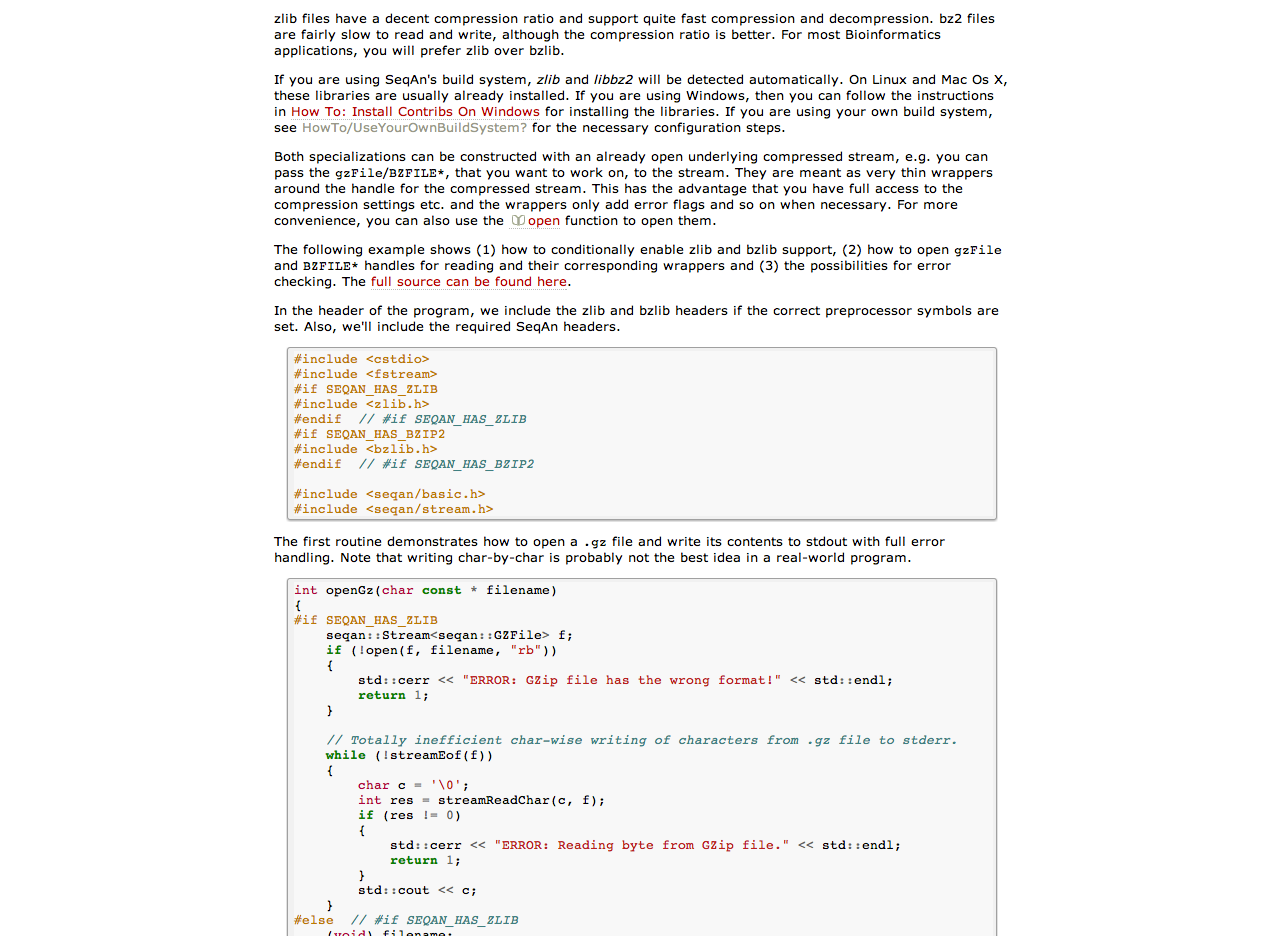 zlib files have a decent compression ratio and support quite fast compression and decompression. bz2 files
are fairly slow to read and write, although the compression ratio is better. For most Bioinformatics
applications, you will prefer zlib over bzlib.
If you are using SeqAn's build system, zlib and libbz2 will be detected automatically. On Linux and Mac Os X,
these libraries are usually already installed. If you are using Windows, then you can follow the instructions
in How To: Install Contribs On Windows for installing the libraries. If you are using your own build system,
see HowTo/UseYourOwnBuildSystem? for the necessary configuration steps.
Both specializations can be constructed with an already open underlying compressed stream, e.g. you can
pass the gzFile/BZFILE*, that you want to work on, to the stream. They are meant as very thin wrappers
around the handle for the compressed stream. This has the advantage that you have full access to the
compression settings etc. and the wrappers only add error flags and so on when necessary. For more
convenience, you can also use the open function to open them.
The following example shows (1) how to conditionally enable zlib and bzlib support, (2) how to open gzFile
and BZFILE* handles for reading and their corresponding wrappers and (3) the possibilities for error
checking. The full source can be found here.
In the header of the program, we include the zlib and bzlib headers if the correct preprocessor symbols are
set. Also, we'll include the required SeqAn headers.
#include <cstdio>
#include <fstream>
#if SEQAN_HAS_ZLIB
#include <zlib.h>
#endif  // #if SEQAN_HAS_ZLIB
#if SEQAN_HAS_BZIP2
#include <bzlib.h>
#endif  // #if SEQAN_HAS_BZIP2
#include <seqan/basic.h>
#include <seqan/stream.h>
The first routine demonstrates how to open a .gz file and write its contents to stdout with full error
handling. Note that writing char-by-char is probably not the best idea in a real-world program.
int openGz(char const * filename)
{
#if SEQAN_HAS_ZLIB
    seqan::Stream<seqan::GZFile> f;
    if (!open(f, filename, "rb"))
    {
        std::cerr << "ERROR: GZip file has the wrong format!" << std::endl;
        return 1;
    }
    // Totally inefficient char-wise writing of characters from .gz file to stderr.
    while (!streamEof(f))
    {
        char c = '\0';
        int res = streamReadChar(c, f);
        if (res != 0)
        {
            std::cerr << "ERROR: Reading byte from GZip file." << std::endl;
            return 1;
        }
        std::cout << c;
    }
#else  // #if SEQAN_HAS_ZLIB
    (void) filename;